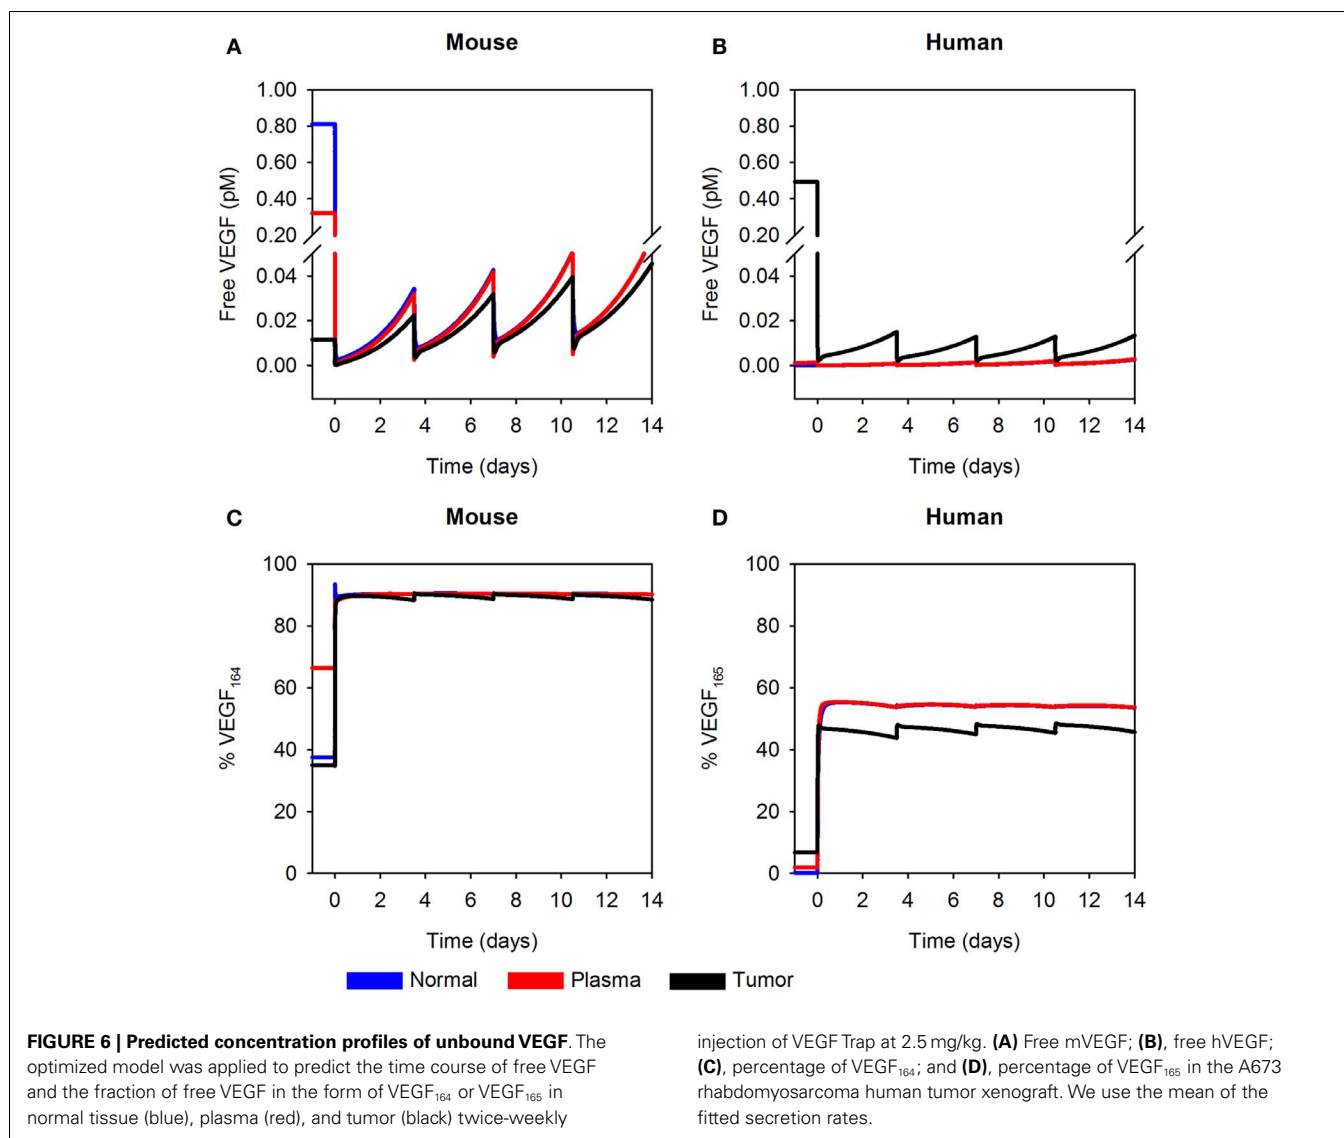 A Mouse
1.00
0.80
0.60
0.40
0.20
0.04
0.02
0.00
Free VEGF (pM)
0 2 4 6 8 10 12 14
Time (days)
B Human
1.00
0.80
0.60
0.40
0.20
0.04
0.02
0.00
Free VEGF (pM)
0 2 4 6 8 10 12 14
Time (days)
C Mouse
100
80
60
40
20
0
% VEGF₁₆₄
0 2 4 6 8 10 12 14
Time (days)
D Human
100
80
60
40
20
0
% VEGF₁₆₅
0 2 4 6 8 10 12 14
Time (days)
Normal Plasma Tumor
FIGURE 6 | Predicted concentration profiles of unbound VEGF. The
optimized model was applied to predict the time course of free VEGF
and the fraction of free VEGF in the form of VEGF₁₆₄ or VEGF₁₆₅ in
normal tissue (blue), plasma (red), and tumor (black) twice-weekly
injection of VEGF Trap at 2.5 mg/kg. (A) Free mVEGF; (B), free hVEGF;
(C), percentage of VEGF₁₆₄; and (D), percentage of VEGF₁₆₅ in the A673
rhabdomyosarcoma human tumor xenograft. We use the mean of the
fitted secretion rates.